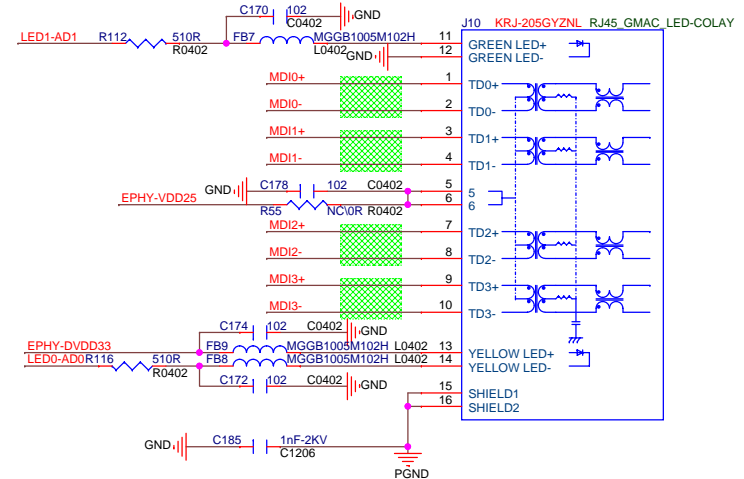 C170 102 GND
C0402
J10 KRJ-205GYZNL RJ45_GMAC_LED-COLAY
LED1-AD1 R112 510R FB7 MGGB1005M102H 11 GREEN LED+
R0402 L0402
GND 12 GREEN LED-
MDI0+ 1 TD0+
MDI0- 2 TD0-
MDI1+ 3 TD1+
MDI1- 4 TD1-
GND C178 102 C0402 5 5
EPHY-VDD25 6 6
R55 NC\0R R0402
MDI2+ 7 TD2+
MDI2- 8 TD2-
MDI3+ 9 TD3+
MDI3- 10 TD3-
C174 102 C0402 GND
EPHY-DVDD33 FB9 MGGB1005M102H L0402 13 YELLOW LED+
LED0-AD0 R116 510R FB8 MGGB1005M102H L0402 14 YELLOW LED-
R0402
C172 102 C0402 GND
15 SHIELD1
16 SHIELD2
GND C185 1nF-2KV
C1206
PGND